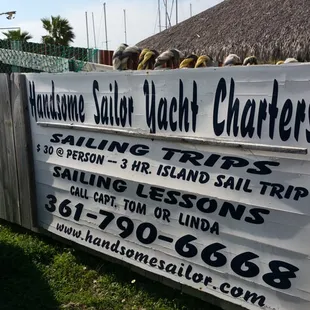 Handsome Sailor Yacht Charters
SAILING TRIPS
$30 @ PERSON – 3 HR. ISLAND SAIL TRIP
SAILING LESSONS
CALL CAPT. TOM OR LINDA
361-790-6668
www.handsomesailor.com